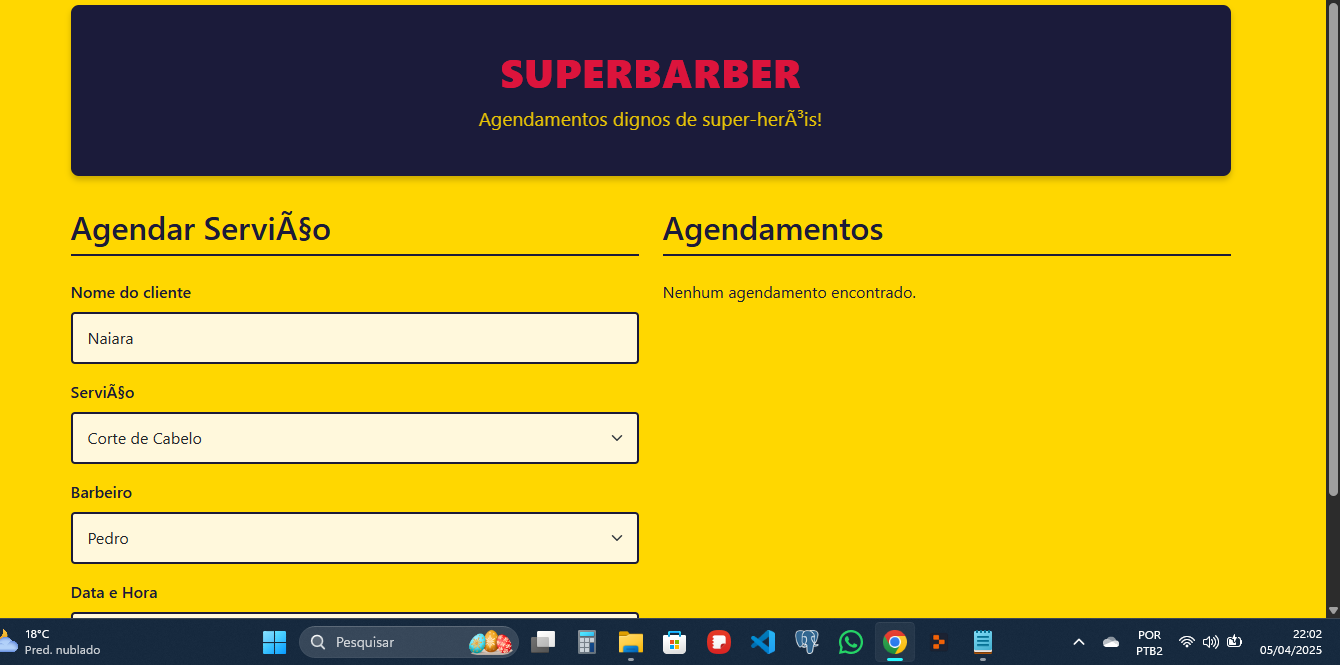 SUPERBARBER
Agendamentos dignos de super-herÃ³is!
Agendar ServiÃ§o
Nome do cliente
Naiara
ServiÃ§o
Corte de Cabelo
Barbeiro
Pedro
Data e Hora
Agendamentos
Nenhum agendamento encontrado.
18°C
Pred. nublado
Pesquisar
POR
PTB2
22:02
05/04/2025